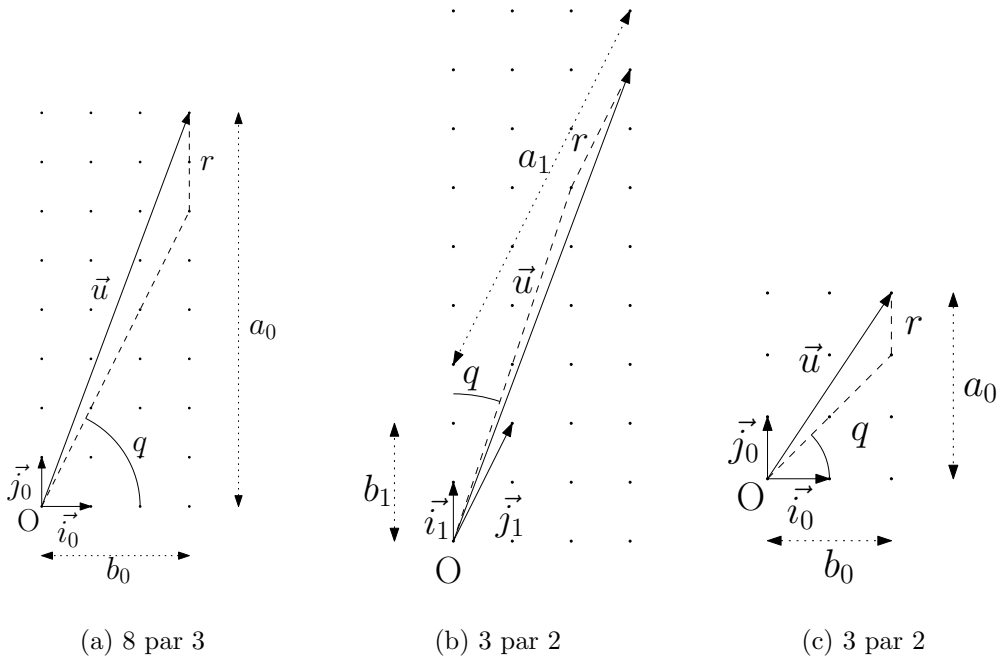 r
u⃗
a₀
q
j⃗₀
O
i⃗₀
b₀
(a) 8 par 3
r
a₁
u⃗
q
b₁
i⃗₁
j⃗₁
O
(b) 3 par 2
r
u⃗
a₀
q
j⃗₀
O
i⃗₀
b₀
(c) 3 par 2